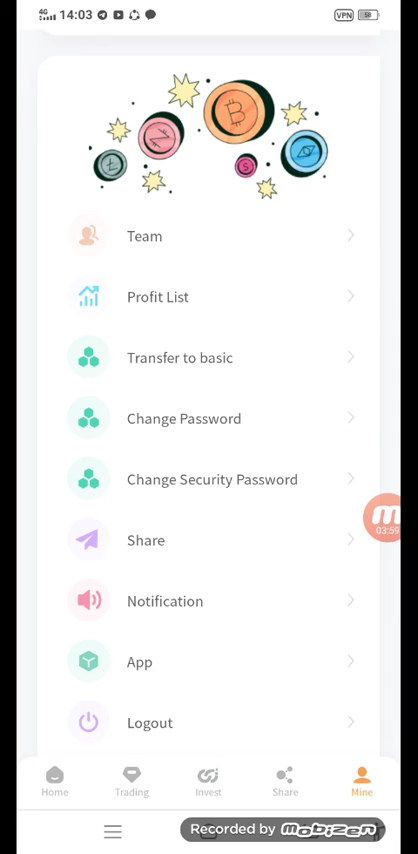 4G 14:03 VPN
Team
Profit List
Transfer to basic
Change Password
Change Security Password
03:59
Share
Notification
App
Logout
Home Trading Invest Share Mine
Recorded by mobizen